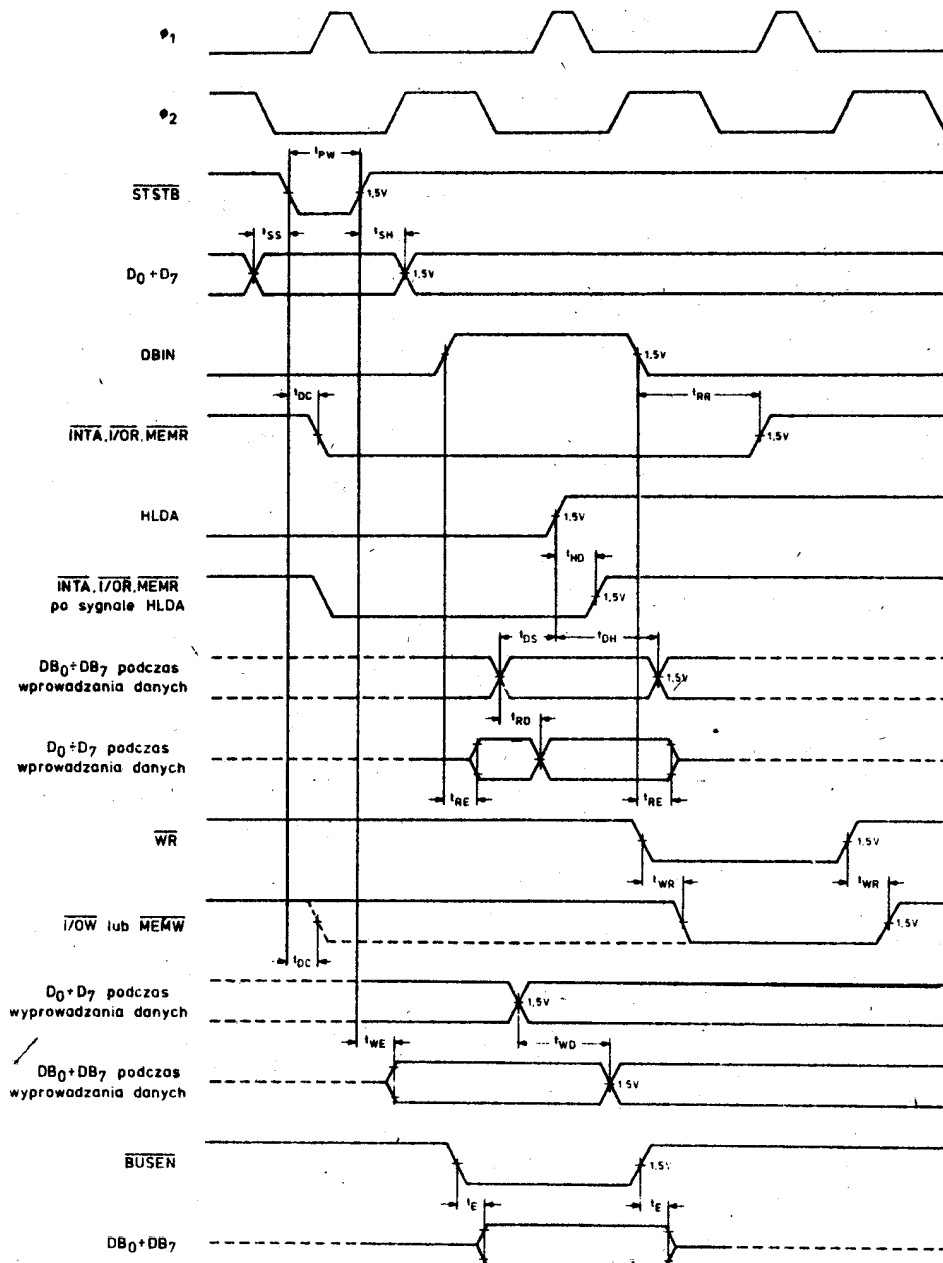 φ1
φ2
tPW
STSTB
1,5V
tSS
tSH
D0÷D7
1,5V
DBIN
1,5V
tDC
tRR
INTA, I/OR, MEMR
1,5V
HLDA
1,5V
tHD
INTA, I/OR, MEMR
po sygnale HLDA
1,5V
tDS
tDH
DB0÷DB7 podczas
wprowadzania danych
1,5V
tRD
D0÷D7 podczas
wprowadzania danych
tRE
tRE
WR
1,5V
tWR
tWR
I/OW lub MEMW
1,5V
tDC
D0÷D7 podczas
wyprowadzania danych
1,5V
tWE
tWD
DB0÷DB7 podczas
wyprowadzania danych
1,5V
BUSEN
1,5V
tE
tE
DB0÷DB7